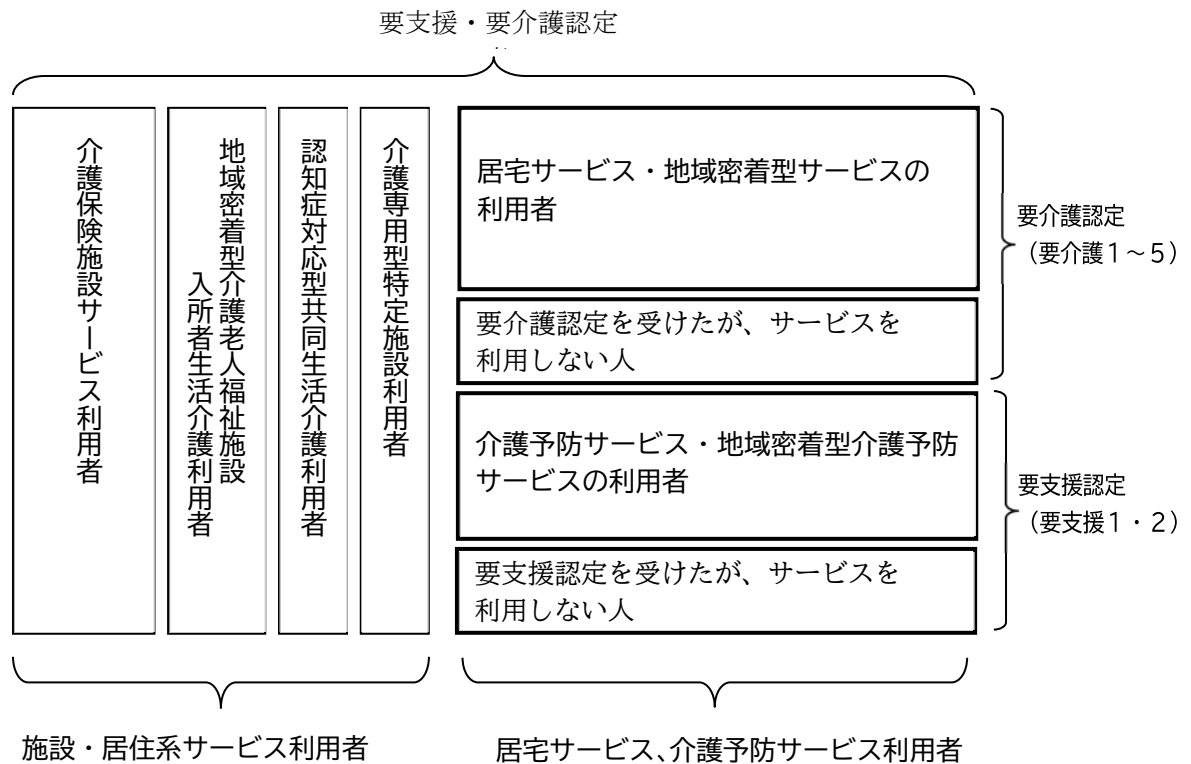 要支援・要介護認定
介護保険施設サービス利用者
地域密着型介護老人福祉施設
入所者生活介護利用者
認知症対応型共同生活介護利用者
介護専用型特定施設利用者
居宅サービス・地域密着型サービスの
利用者
要介護認定を受けたが、サービスを
利用しない人
介護予防サービス・地域密着型介護予防
サービスの利用者
要支援認定を受けたが、サービスを
利用しない人
要介護認定
（要介護１～５）
要支援認定
（要支援１・２）
施設・居住系サービス利用者
居宅サービス、介護予防サービス利用者